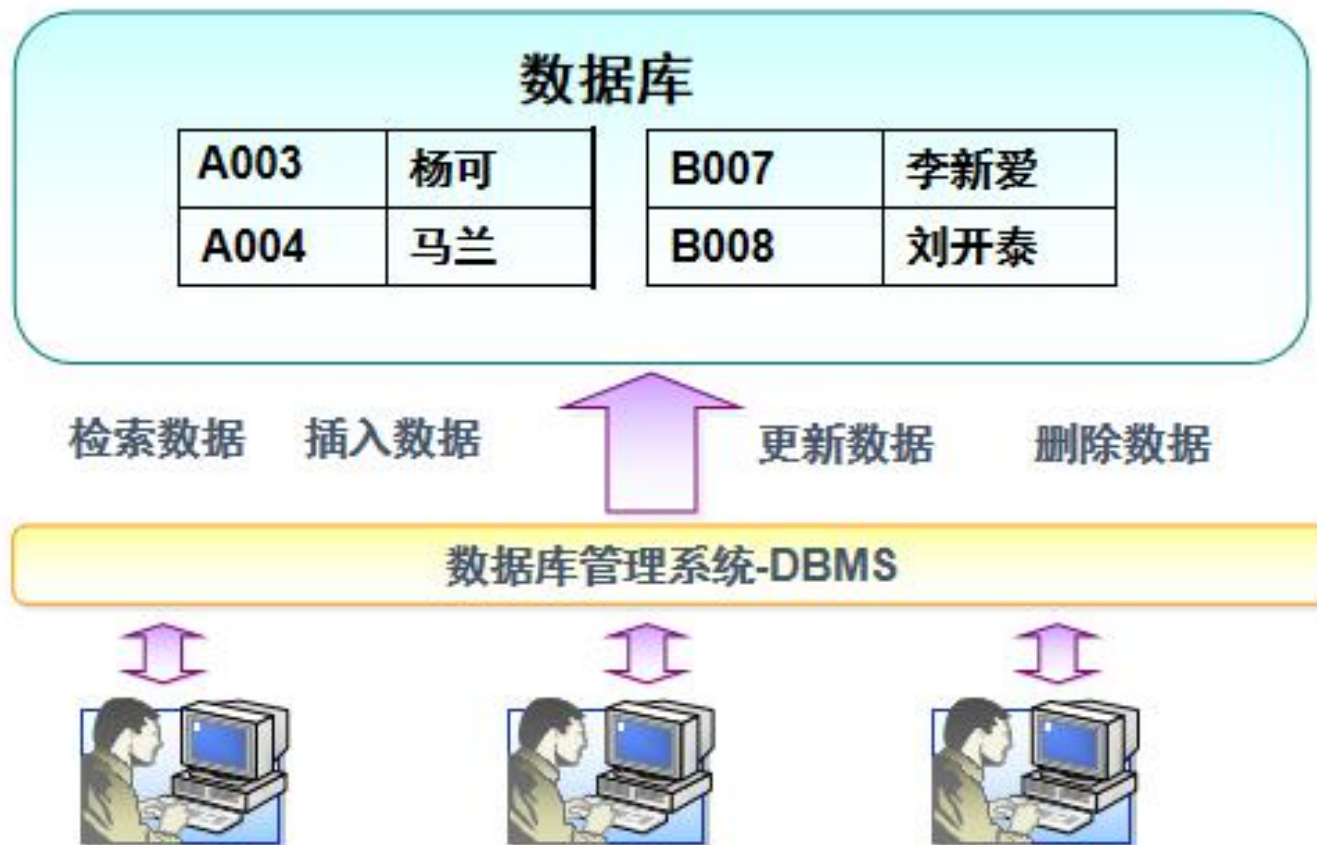 数据库
A003 杨可 B007 李新爱
A004 马兰 B008 刘开泰
检索数据 插入数据 更新数据 删除数据
数据库管理系统-DBMS